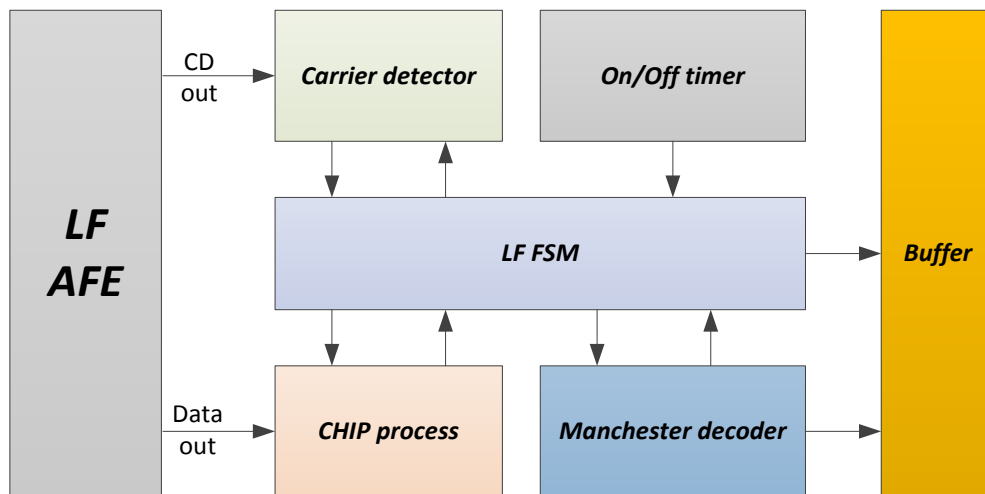 LF
AFE
CD
out
Carrier detector
On/Off timer
LF FSM
Buffer
Data
out
CHIP process
Manchester decoder